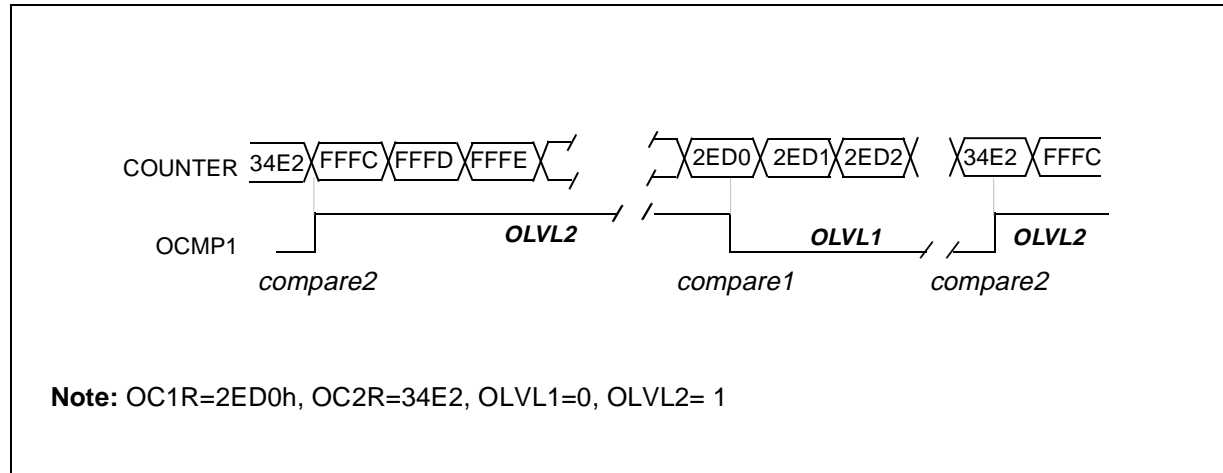 COUNTER 34E2 FFFC FFFD FFFE 2ED0 2ED1 2ED2 34E2 FFFC
OCMP1 OLVL2 OLVL1 OLVL2
compare2 compare1 compare2
Note: OC1R=2ED0h, OC2R=34E2, OLVL1=0, OLVL2= 1